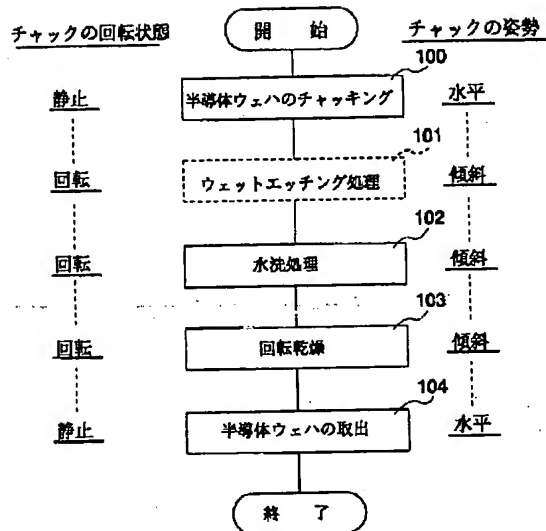 チャックの回転状態
開 始
チャックの姿勢
100
静止
半導体ウェハのチャッキング
水平
101
回転
ウェットエッチング処理
傾斜
102
回転
水洗処理
傾斜
103
回転
回転乾燥
傾斜
104
静止
半導体ウェハの取出
水平
終 了